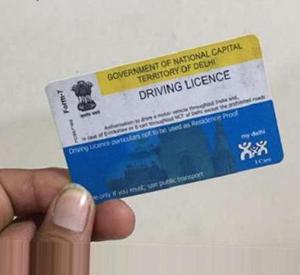 Form-7
GOVERNMENT OF NATIONAL CAPITAL
TERRITORY OF DELHI
DRIVING LICENCE
Authorisation to drive a motor vehicle throughout India and
in case of E-rickshaw or E-cart throughout NCT of Delhi except the prohibited roads
Driving Licence particulars not to be used as Residence Proof
my delhi
I Care
e only if you must, use public transport